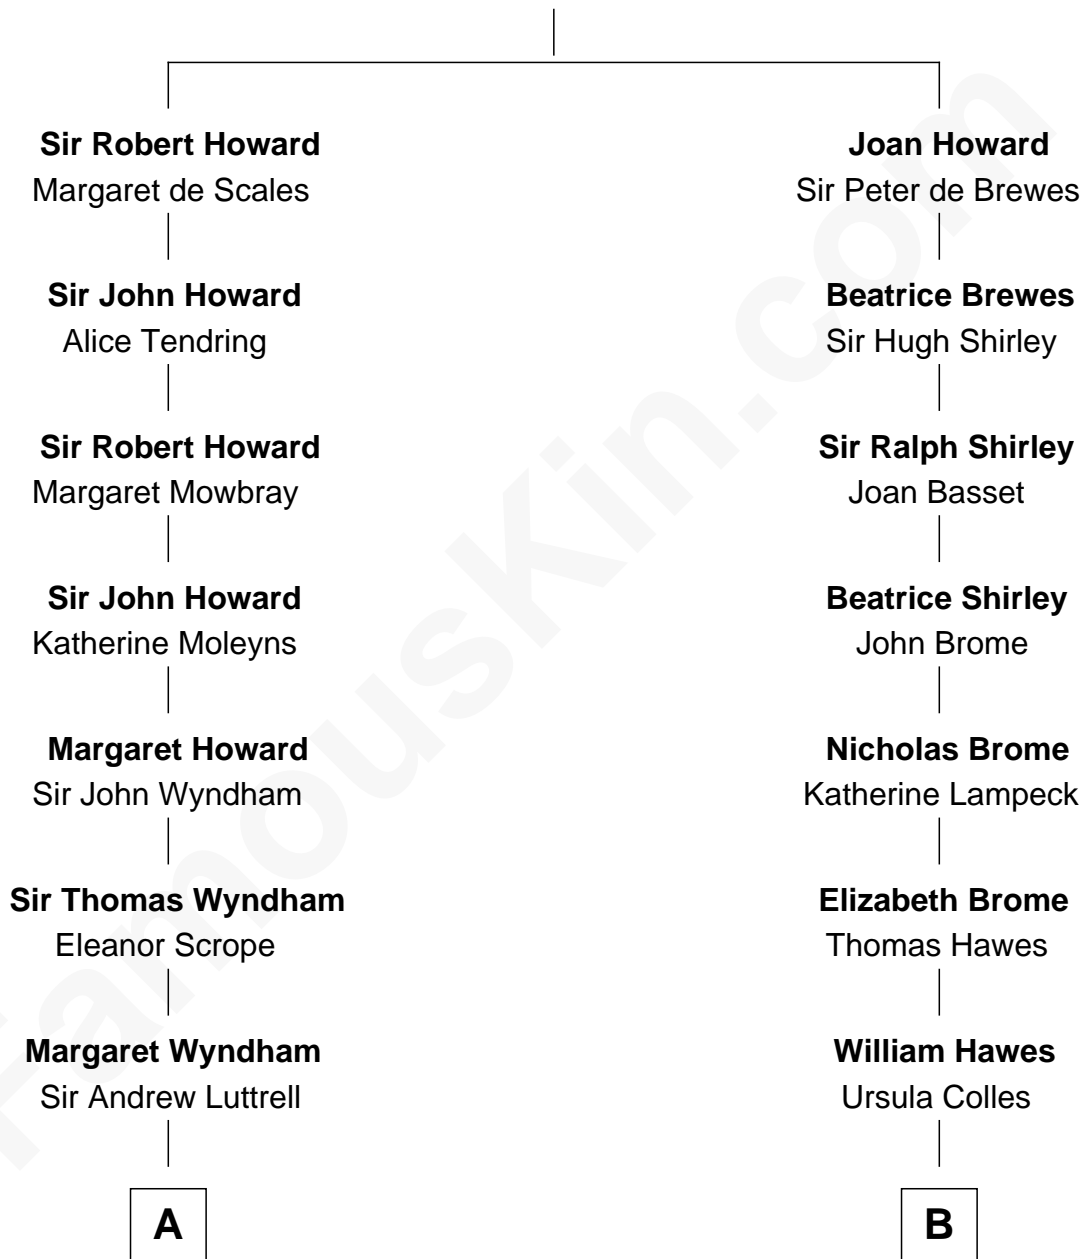 Sir Robert Howard
Margaret de Scales
Sir John Howard
Alice Tendring
Sir Robert Howard
Margaret Mowbray
Sir John Howard
Katherine Moleyns
Margaret Howard
Sir John Wyndham
Sir Thomas Wyndham
Eleanor Scrope
Margaret Wyndham
Sir Andrew Luttrell
A
Joan Howard
Sir Peter de Brewes
Beatrice Brewes
Sir Hugh Shirley
Sir Ralph Shirley
Joan Basset
Beatrice Shirley
John Brome
Nicholas Brome
Katherine Lampeck
Elizabeth Brome
Thomas Hawes
William Hawes
Ursula Colles
B
FamousKin.com